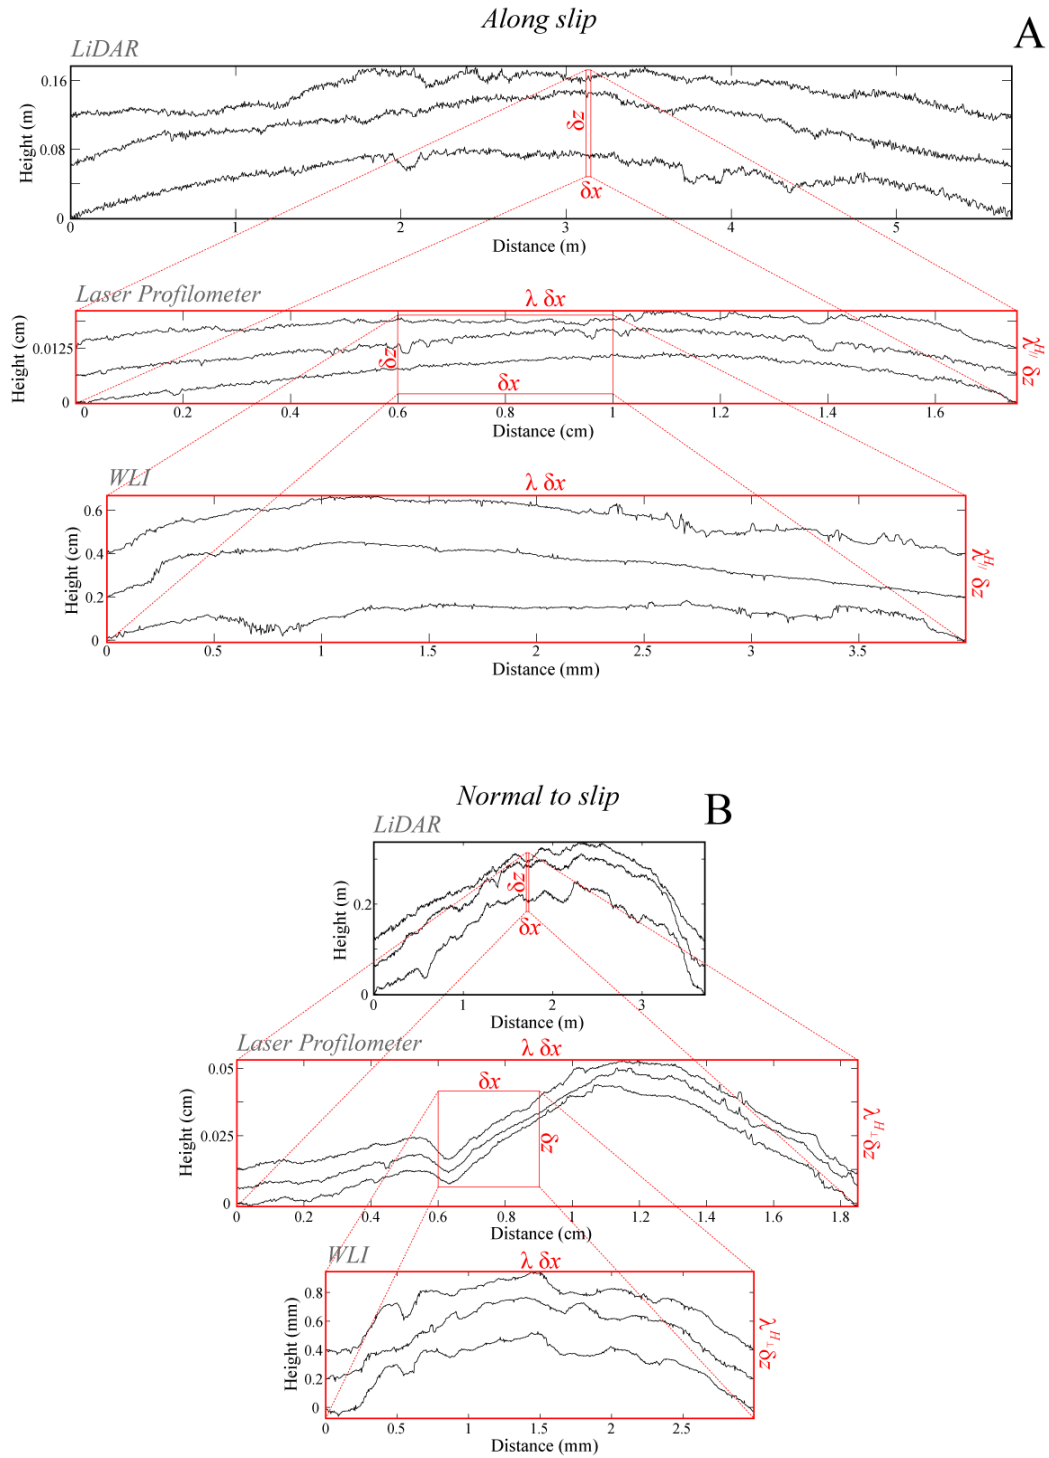 Along slip
A
LiDAR
Height (m)
0.16
0.08
0
δz
δx
1
2
3
4
5
Distance (m)
Laser Profilometer
λ δx
Height (cm)
0.0125
0
δz
δx
λH// δz
0
0.2
0.4
0.6
0.8
1
1.2
1.4
1.6
Distance (cm)
WLI
λ δx
Height (cm)
0.6
0.4
0.2
0
λH// δz
0
0.5
1
1.5
2
2.5
3
3.5
Distance (mm)
Normal to slip
B
LiDAR
Height (m)
0.2
0
δz
δx
0
1
2
3
Distance (m)
Laser Profilometer
λ δx
Height (cm)
0.05
0.025
0
δx
δz
λH⊥ δz
0
0.2
0.4
0.6
0.8
1
1.2
1.4
1.6
1.8
Distance (cm)
WLI
λ δx
Height (mm)
0.8
0.6
0.4
0.2
0
λH⊥ δz
0
0.5
1
1.5
2
2.5
Distance (mm)